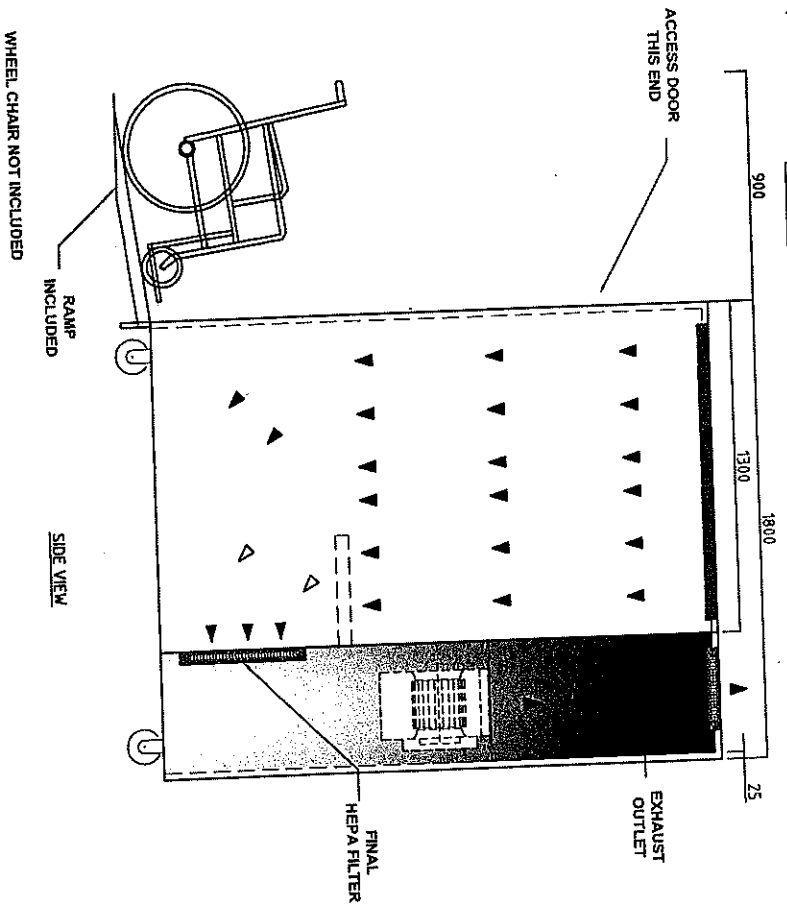 ACCESS DOOR
THIS END
900
1300
1800
25
EXHAUST
OUTLET
FINAL
HEPA FILTER
RAMP
INCLUDED
WHEEL CHAIR NOT INCLUDED
SIDE VIEW